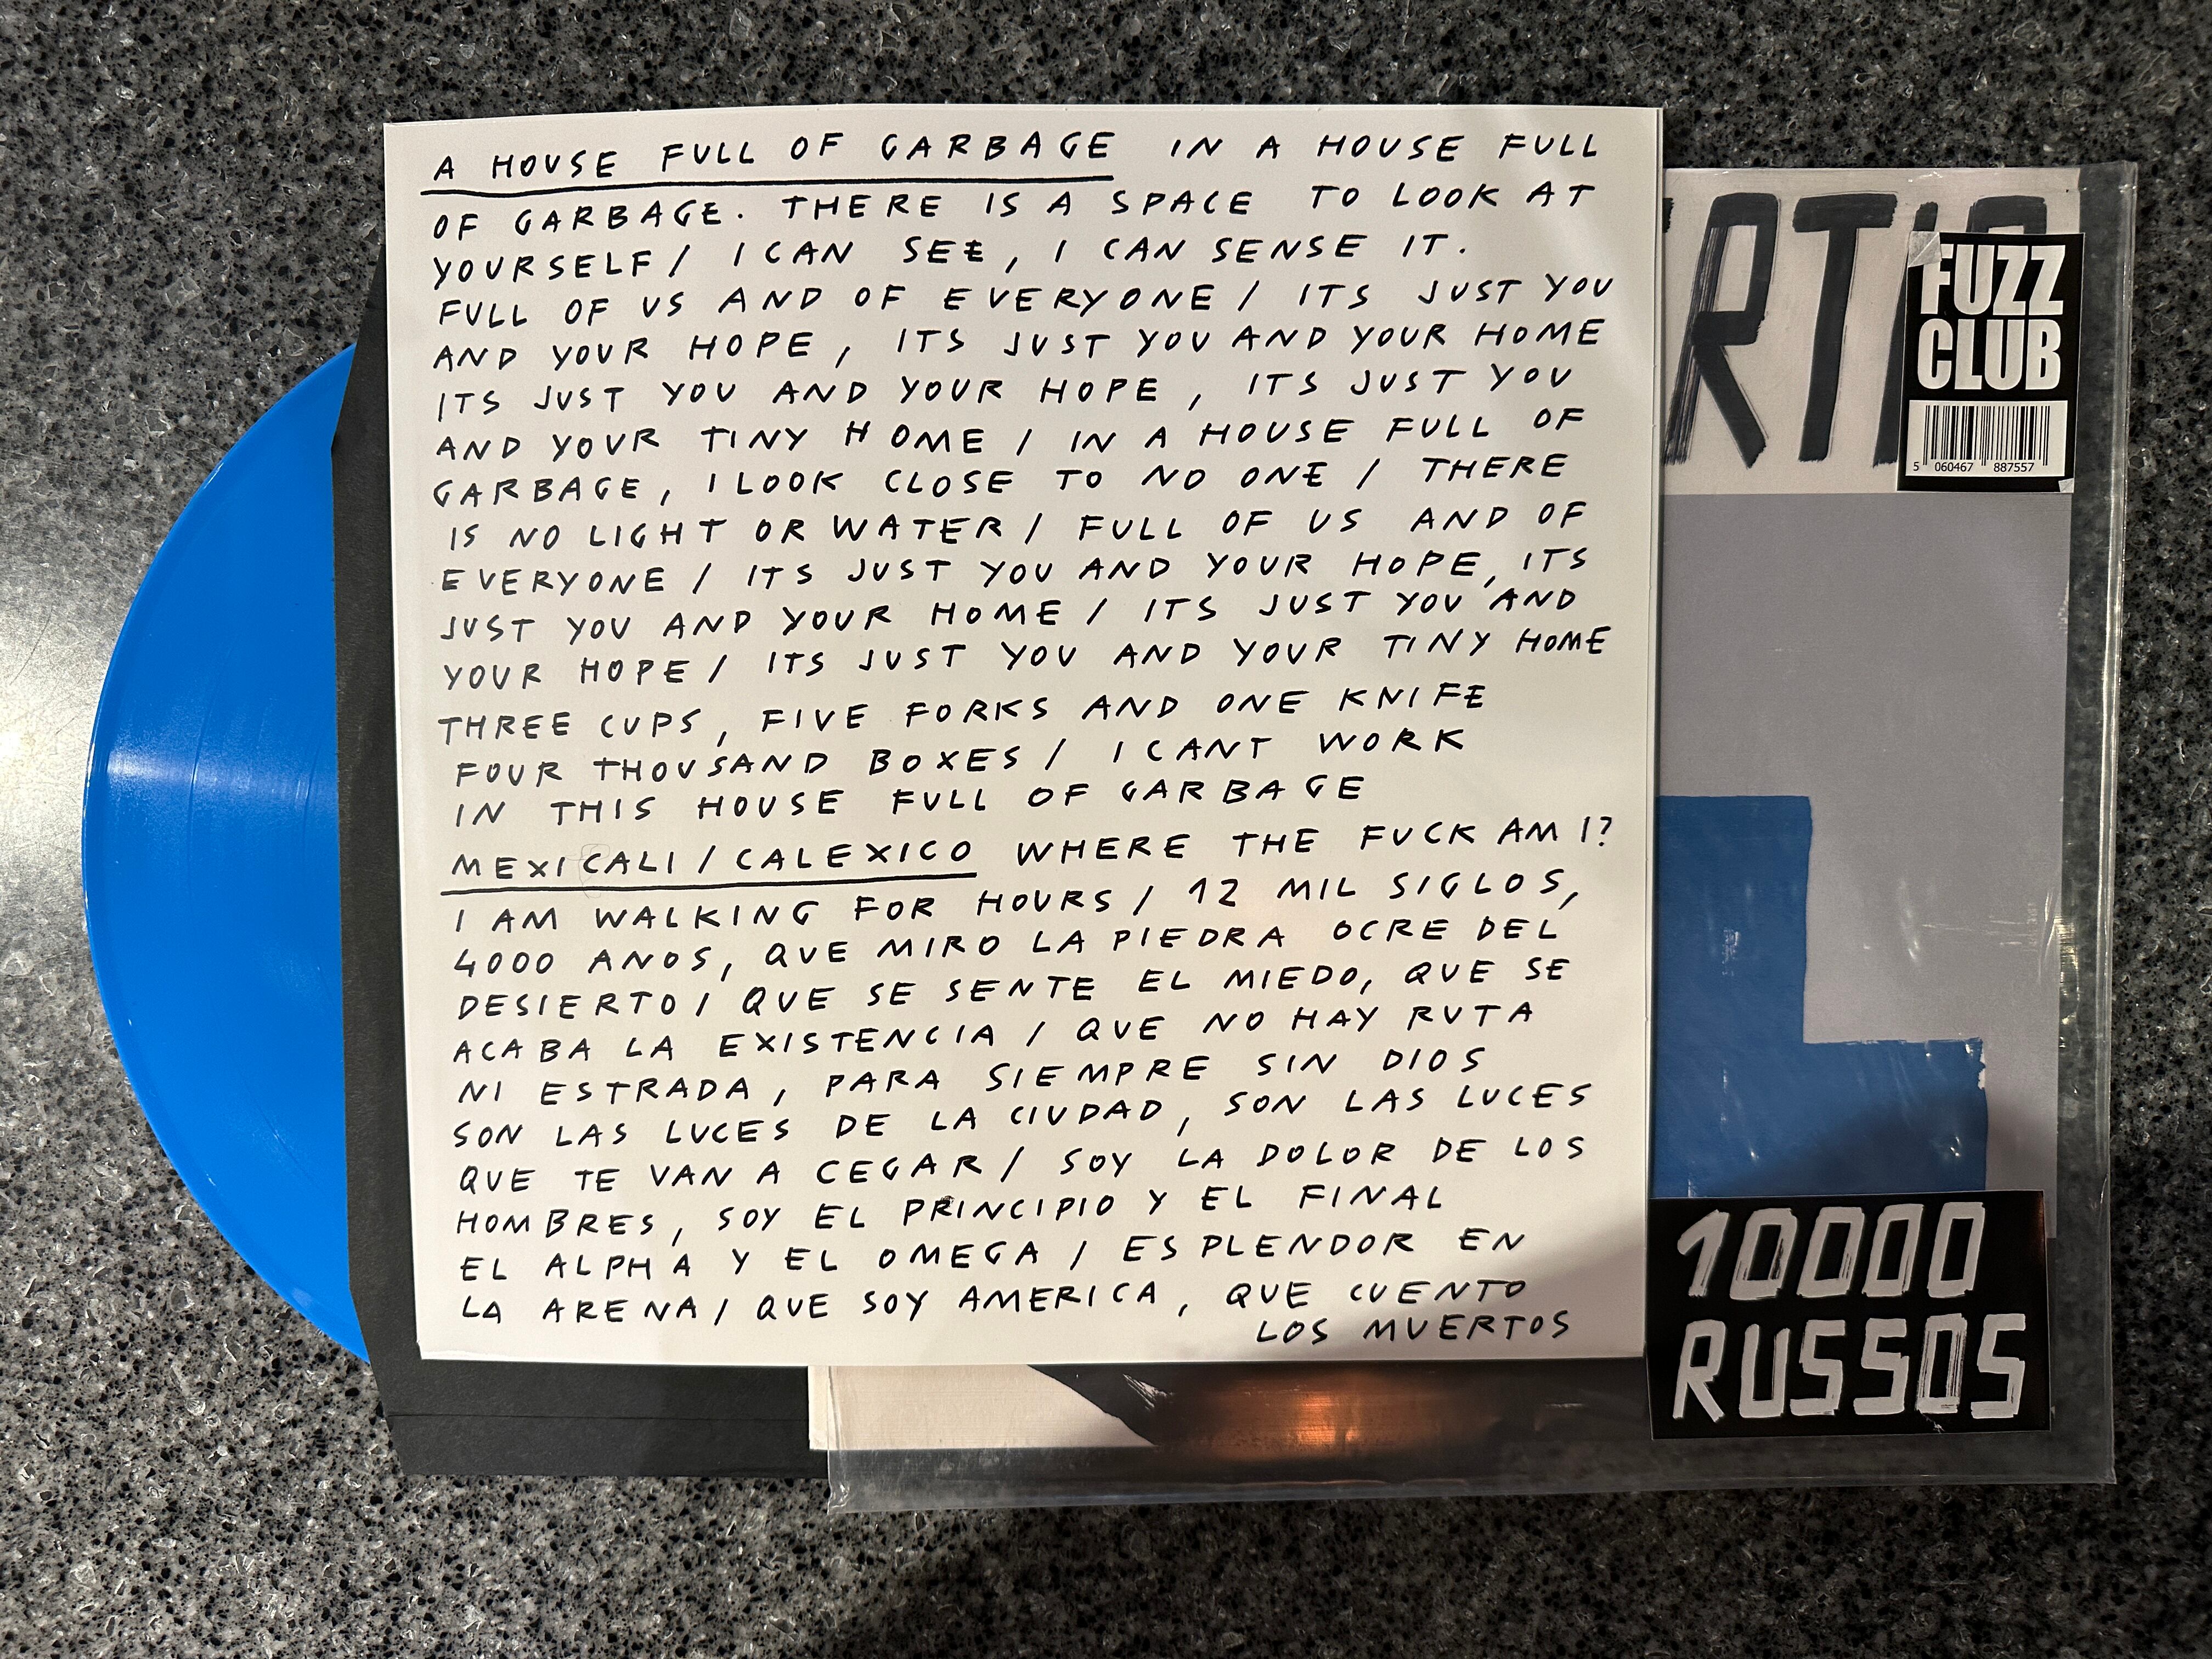 A HOUSE FULL OF GARBAGE IN A HOUSE FULL
OF GARBAGE. THERE IS A SPACE TO LOOK AT
YOURSELF/ I CAN SEE, I CAN SENSE IT.
FULL OF US AND OF EVERYONE/ ITS JUST YOU
AND YOUR HOPE, ITS JUST YOU AND YOUR HOME
ITS JUST YOU AND YOUR HOPE, ITS JUST YOU
AND YOUR TINY HOME / IN A HOUSE FULL OF
GARBAGE, I LOOK CLOSE TO NO ONE / THERE
IS NO LIGHT OR WATER/ FULL OF US AND OF
EVERYONE / ITS JUST YOU AND YOUR HOPE, ITS
JUST YOU AND YOUR HOME / ITS JUST YOU AND
YOUR HOPE/ ITS JUST YOU AND YOUR TINY HOME
THREE CUPS, FIVE FORKS AND ONE KNIFE
FOUR THOUSAND BOXES/ I CANT WORK
IN THIS HOUSE FULL OF GARBAGE
MEXICALI / CALEXICO WHERE THE FUCK AM I?
I AM WALKING FOR HOURS / 12 MIL SIGLOS,
4000 ANOS, QUE MIRO LA PIEDRA OCRE DEL
DESIERTO/ QUE SE SENTE EL MIEDO, QUE SE
ACABA LA EXISTENCIA / QUE NO HAY RUTA
NI ESTRADA, PARA SIEMPRE SIN DIOS
SON LAS LUCES DE LA CIUDAD, SON LAS LUCES
QUE TE VAN A CEGAR/ SOY LA DOLOR DE LOS
HOMBRES, SOY EL PRINCIPIO Y EL FINAL
EL ALPHA Y EL OMEGA / ESPLENDOR EN
LA ARENA/ QUE SOY AMERICA, QUE CUENTO
LOS MUERTOS
FUZZ
CLUB
5 060467 887557
10000
RUSSOS